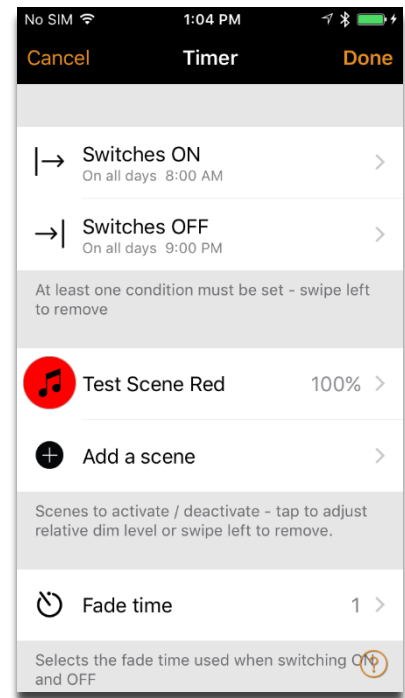 No SIM 1:04 PM
Cancel Timer Done
Switches ON
On all days 8:00 AM
Switches OFF
On all days 9:00 PM
At least one condition must be set - swipe left
to remove
Test Scene Red 100%
Add a scene
Scenes to activate / deactivate - tap to adjust
relative dim level or swipe left to remove.
Fade time 1
Selects the fade time used when switching ON
and OFF